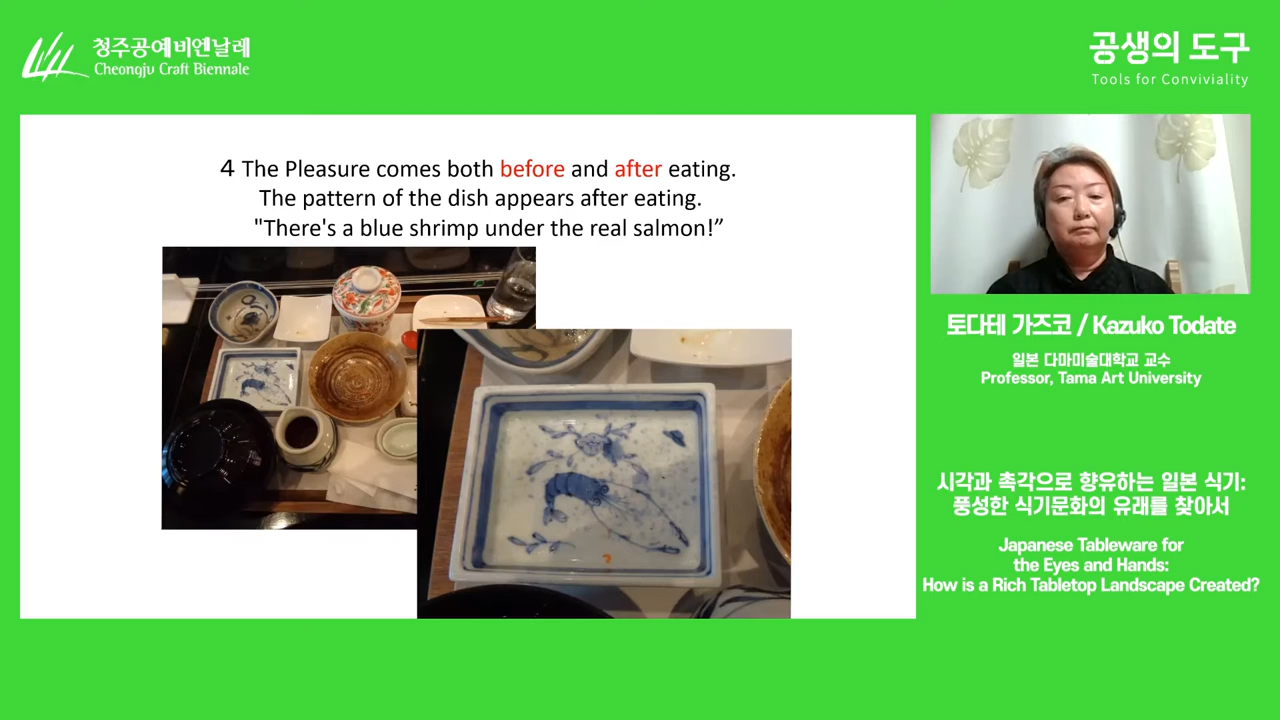 청주공예비엔날레
Cheongju Craft Biennale
공생의 도구
Tools for Conviviality
4 The Pleasure comes both before and after eating.
The pattern of the dish appears after eating.
"There's a blue shrimp under the real salmon!”
토다테 가즈코 / Kazuko Todate
일본 다마미술대학교 교수
Professor, Tama Art University
시각과 촉각으로 향유하는 일본 식기:
풍성한 식기문화의 유래를 찾아서
Japanese Tableware for
the Eyes and Hands:
How is a Rich Tabletop Landscape Created?